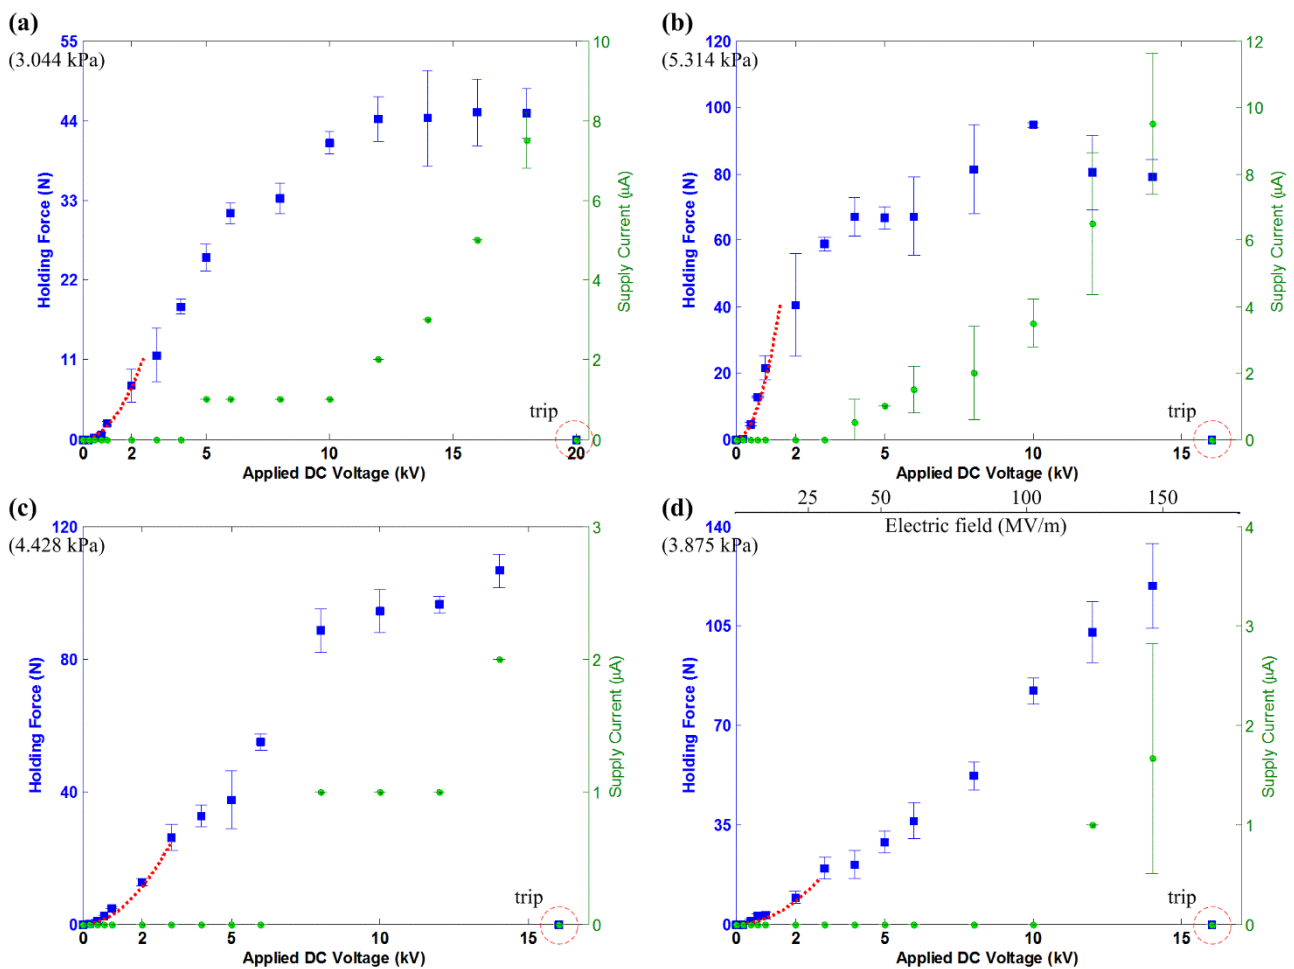 (a)
(3.044 kPa)
55
44
33
22
11
0
Holding Force (N)
10
8
6
4
2
0
Supply Current (μA)
trip
0
2
5
10
15
20
Applied DC Voltage (kV)
(b)
(5.314 kPa)
120
100
80
60
40
20
0
Holding Force (N)
12
10
8
6
4
2
0
Supply Current (μA)
trip
0
2
5
10
15
Applied DC Voltage (kV)
(c)
(4.428 kPa)
120
80
40
0
Holding Force (N)
3
2
1
0
Supply Current (μA)
trip
0
2
5
10
15
Applied DC Voltage (kV)
(d)
25
50
100
150
Electric field (MV/m)
(3.875 kPa)
140
105
70
35
0
Holding Force (N)
4
3
2
1
0
Supply Current (μA)
trip
0
2
5
10
15
Applied DC Voltage (kV)